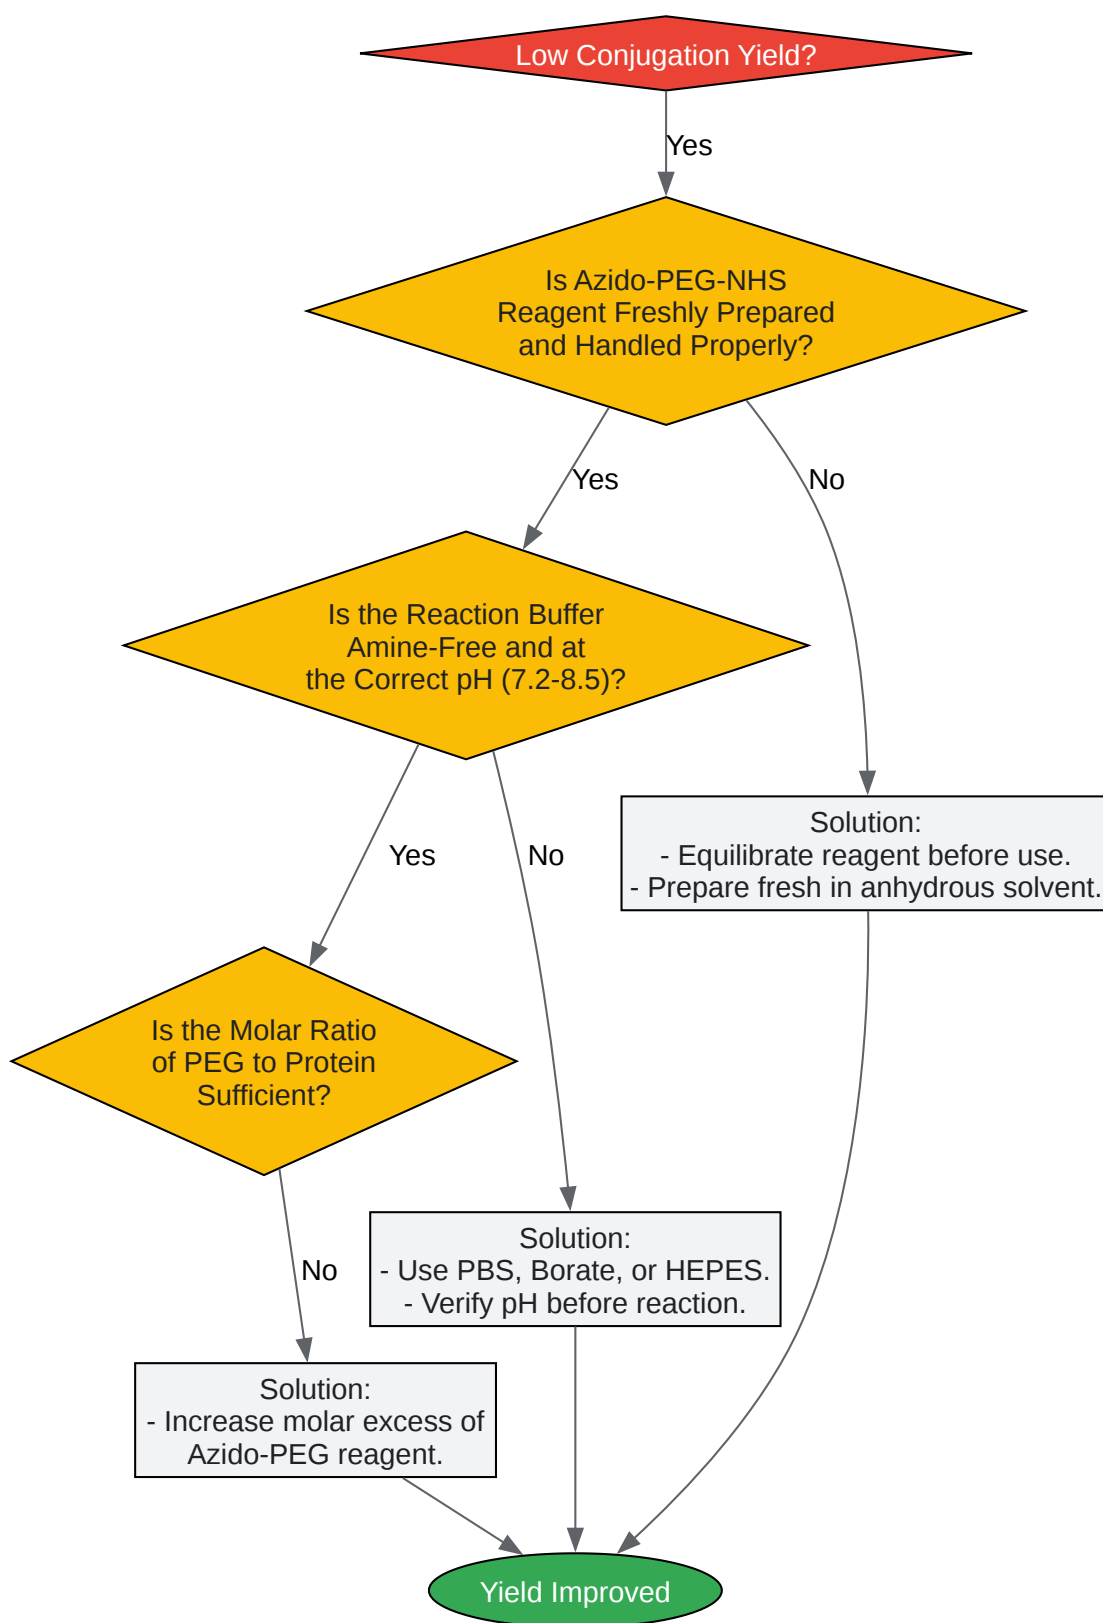 Low Conjugation Yield?
Yes
Is Azido-PEG-NHS
Reagent Freshly Prepared
and Handled Properly?
Yes
No
Is the Reaction Buffer
Amine-Free and at
the Correct pH (7.2-8.5)?
Solution:
- Equilibrate reagent before use.
- Prepare fresh in anhydrous solvent.
Yes
No
Is the Molar Ratio
of PEG to Protein
Sufficient?
Solution:
- Use PBS, Borate, or HEPES.
- Verify pH before reaction.
No
Solution:
- Increase molar excess of
Azido-PEG reagent.
Yield Improved